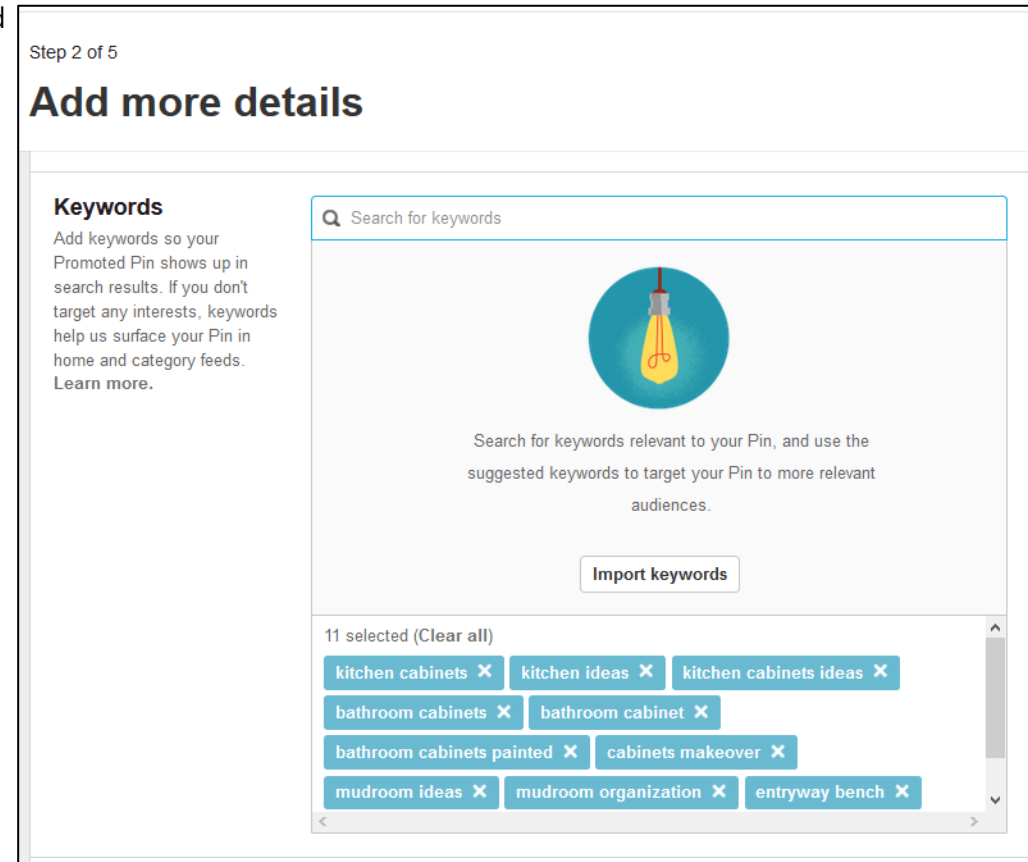 Step 2 of 5
Add more details
Keywords
Add keywords so your
Promoted Pin shows up in
search results. If you don't
target any interests, keywords
help us surface your Pin in
home and category feeds.
Learn more.
Search for keywords
Search for keywords relevant to your Pin, and use the
suggested keywords to target your Pin to more relevant
audiences.
Import keywords
11 selected (Clear all)
kitchen cabinets × kitchen ideas × kitchen cabinets ideas ×
bathroom cabinets × bathroom cabinet ×
bathroom cabinets painted × cabinets makeover ×
mudroom ideas × mudroom organization × entryway bench ×